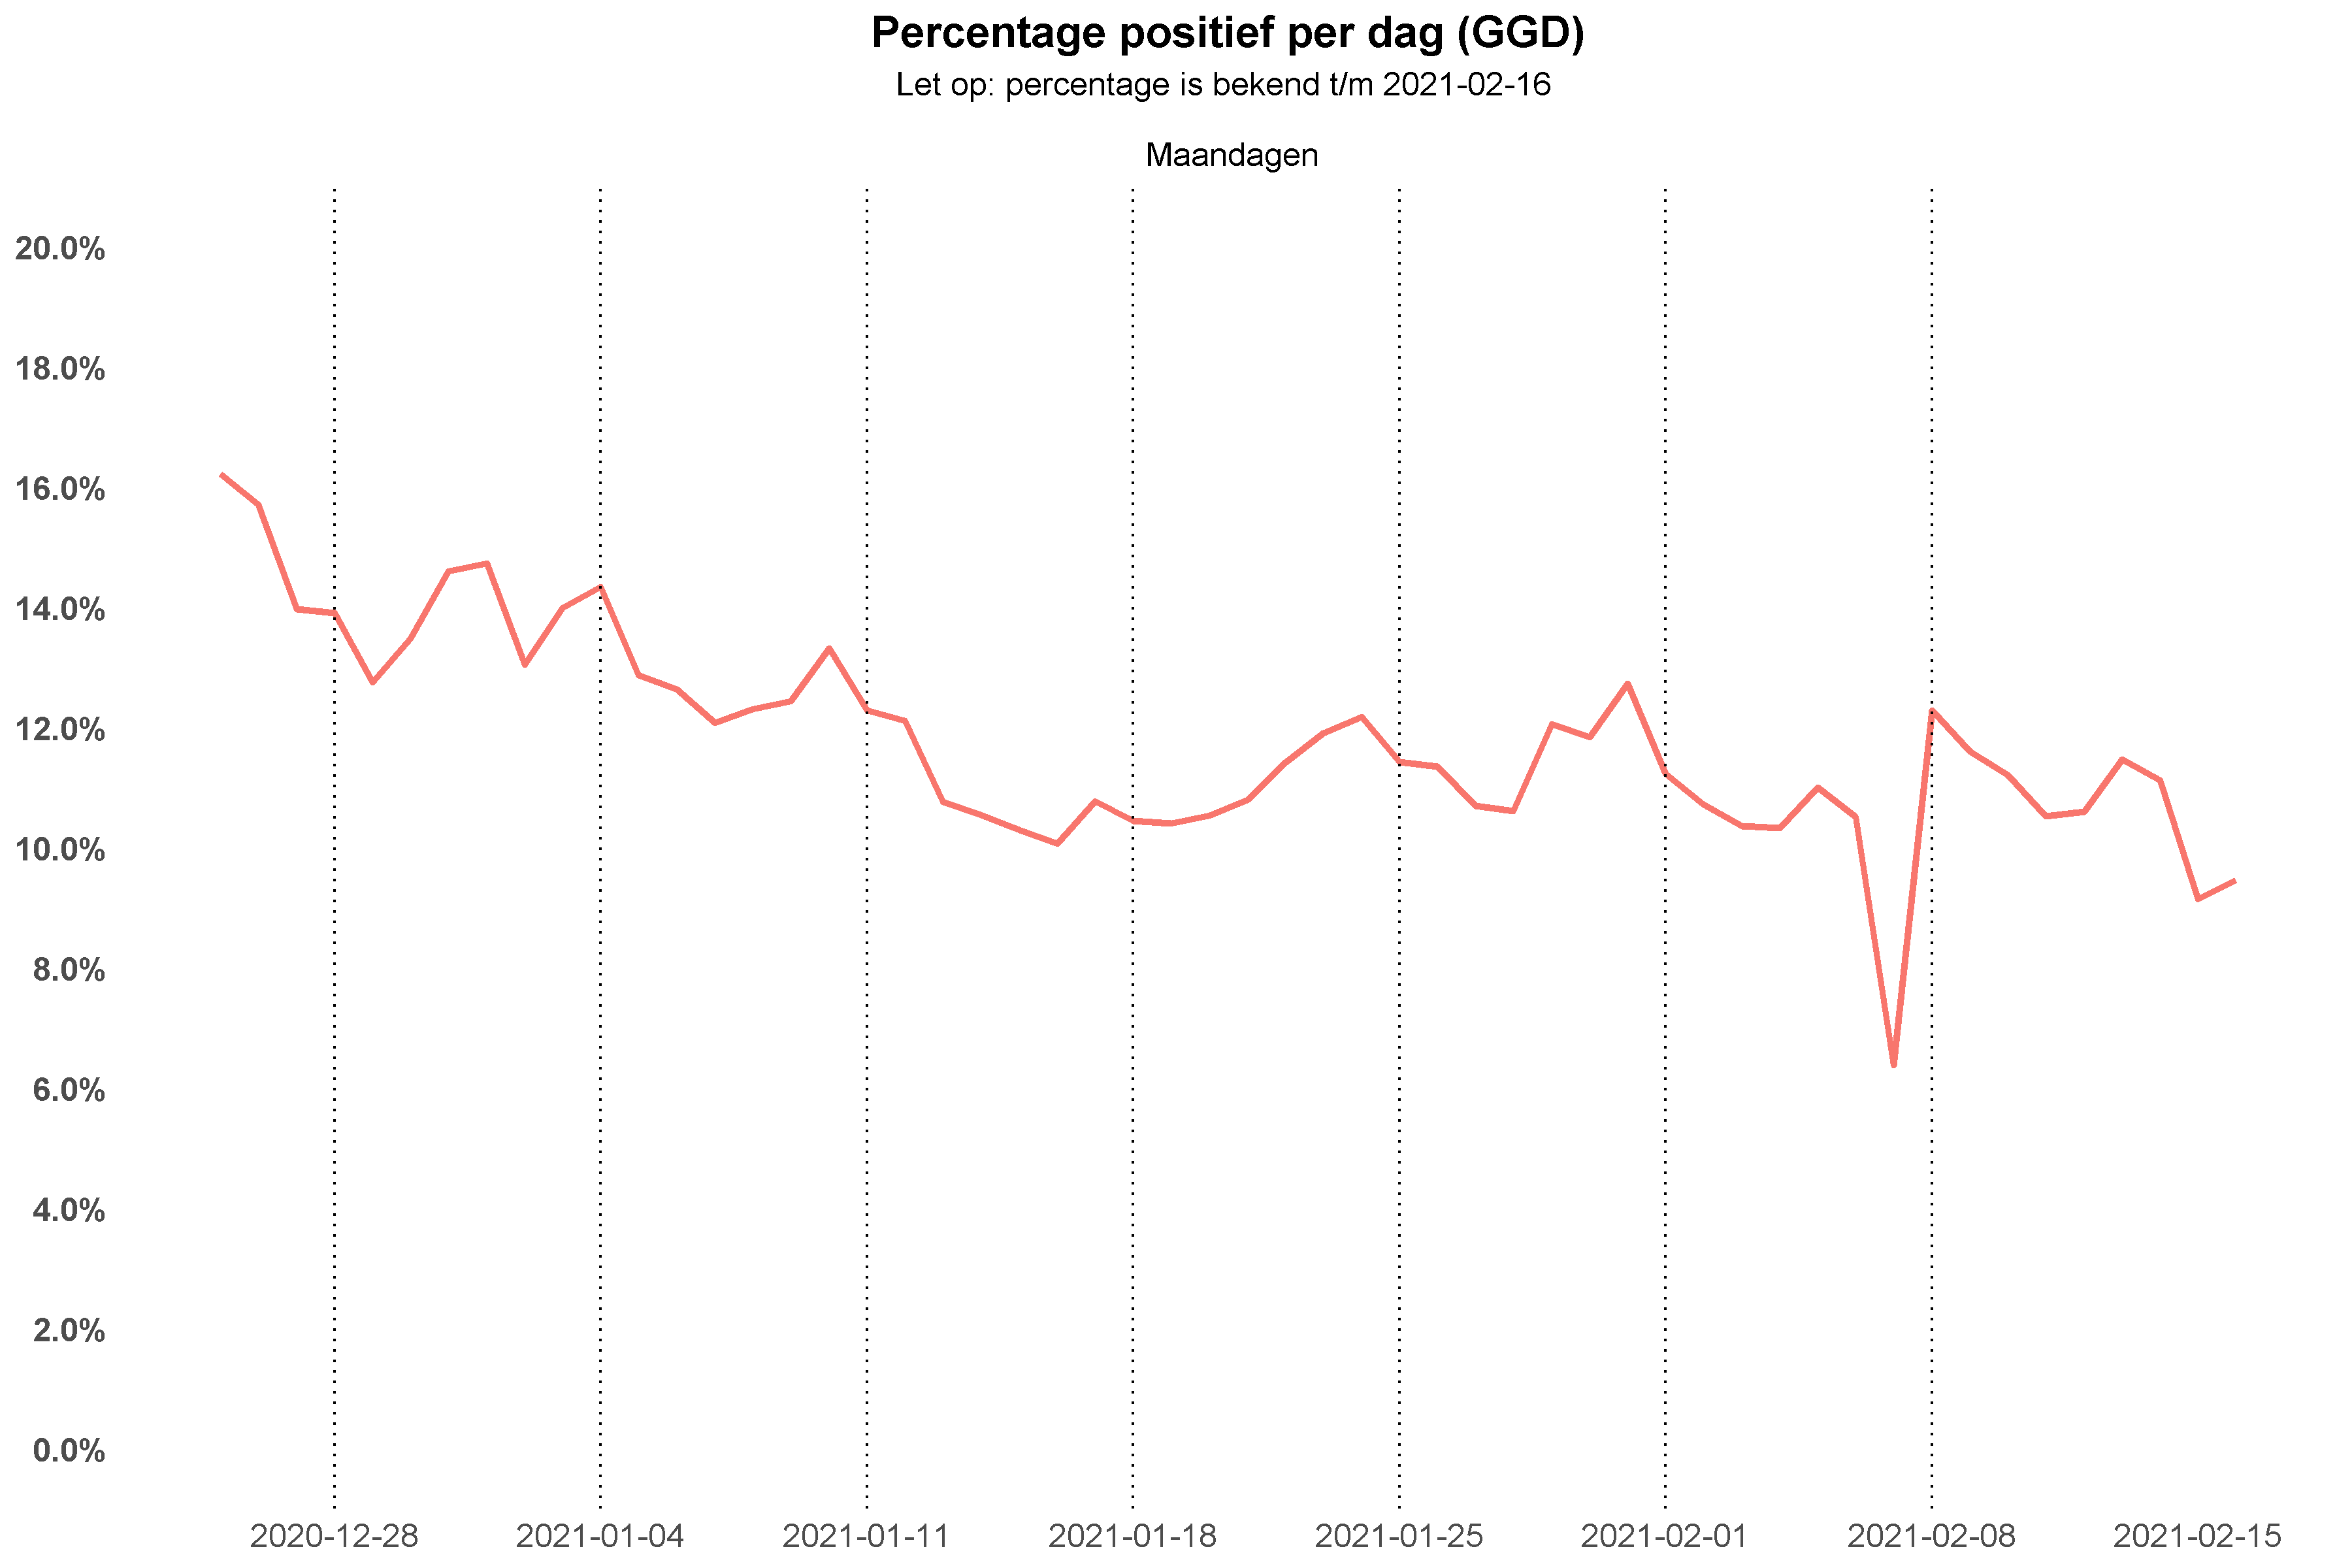 Percentage positief per dag (GGD)
Let op: percentage is bekend t/m 2021-02-16
Maandagen
20.0%
18.0%
16.0%
14.0%
12.0%
10.0%
8.0%
6.0%
4.0%
2.0%
0.0%
2020-12-28 2021-01-04 2021-01-11 2021-01-18 2021-01-25 2021-02-01 2021-02-08 2021-02-15